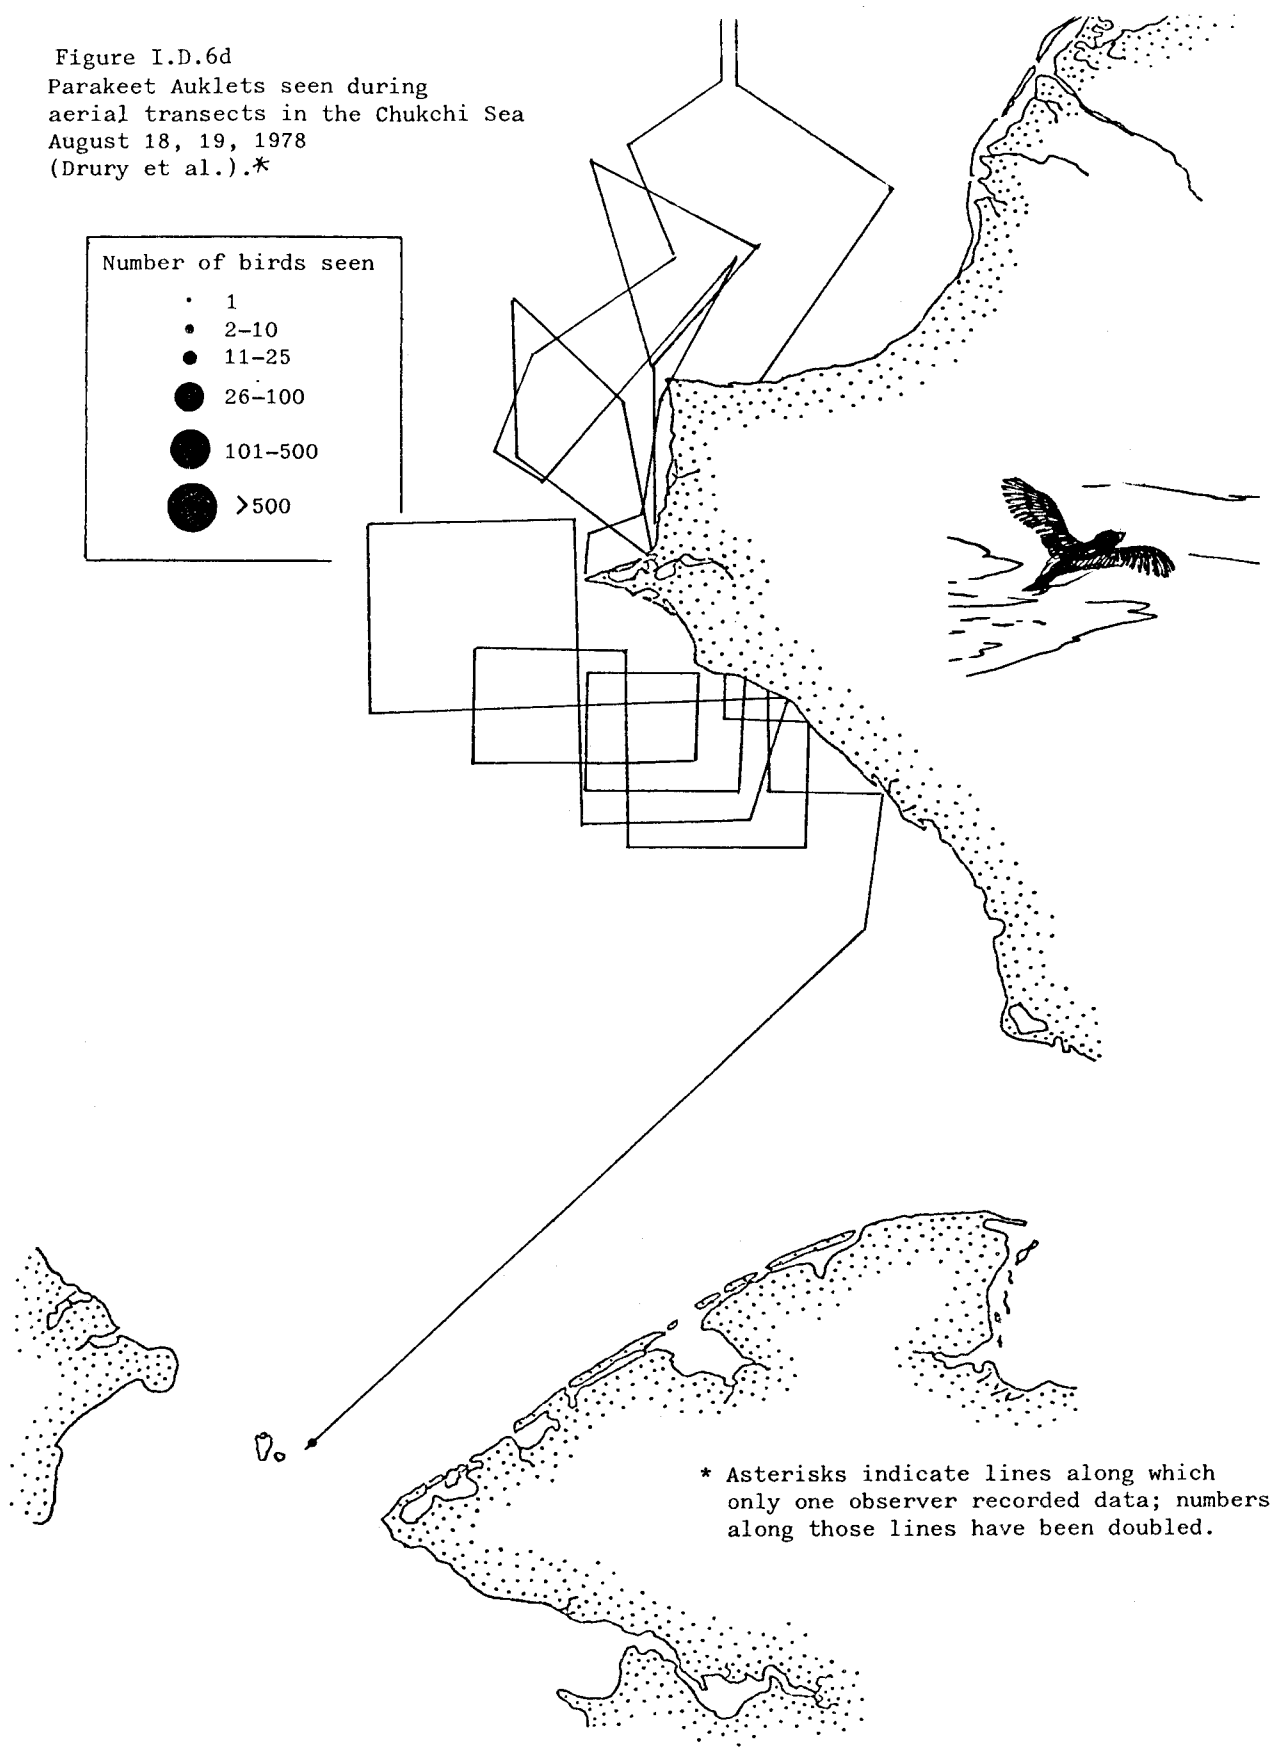 Figure I.D.6d
Parakeet Auklets seen during
aerial transects in the Chukchi Sea
August 18, 19, 1978
(Drury et al.).*
Number of birds seen
1
2-10
11-25
26-100
101-500
>500
* Asterisks indicate lines along which
only one observer recorded data; numbers
along those lines have been doubled.